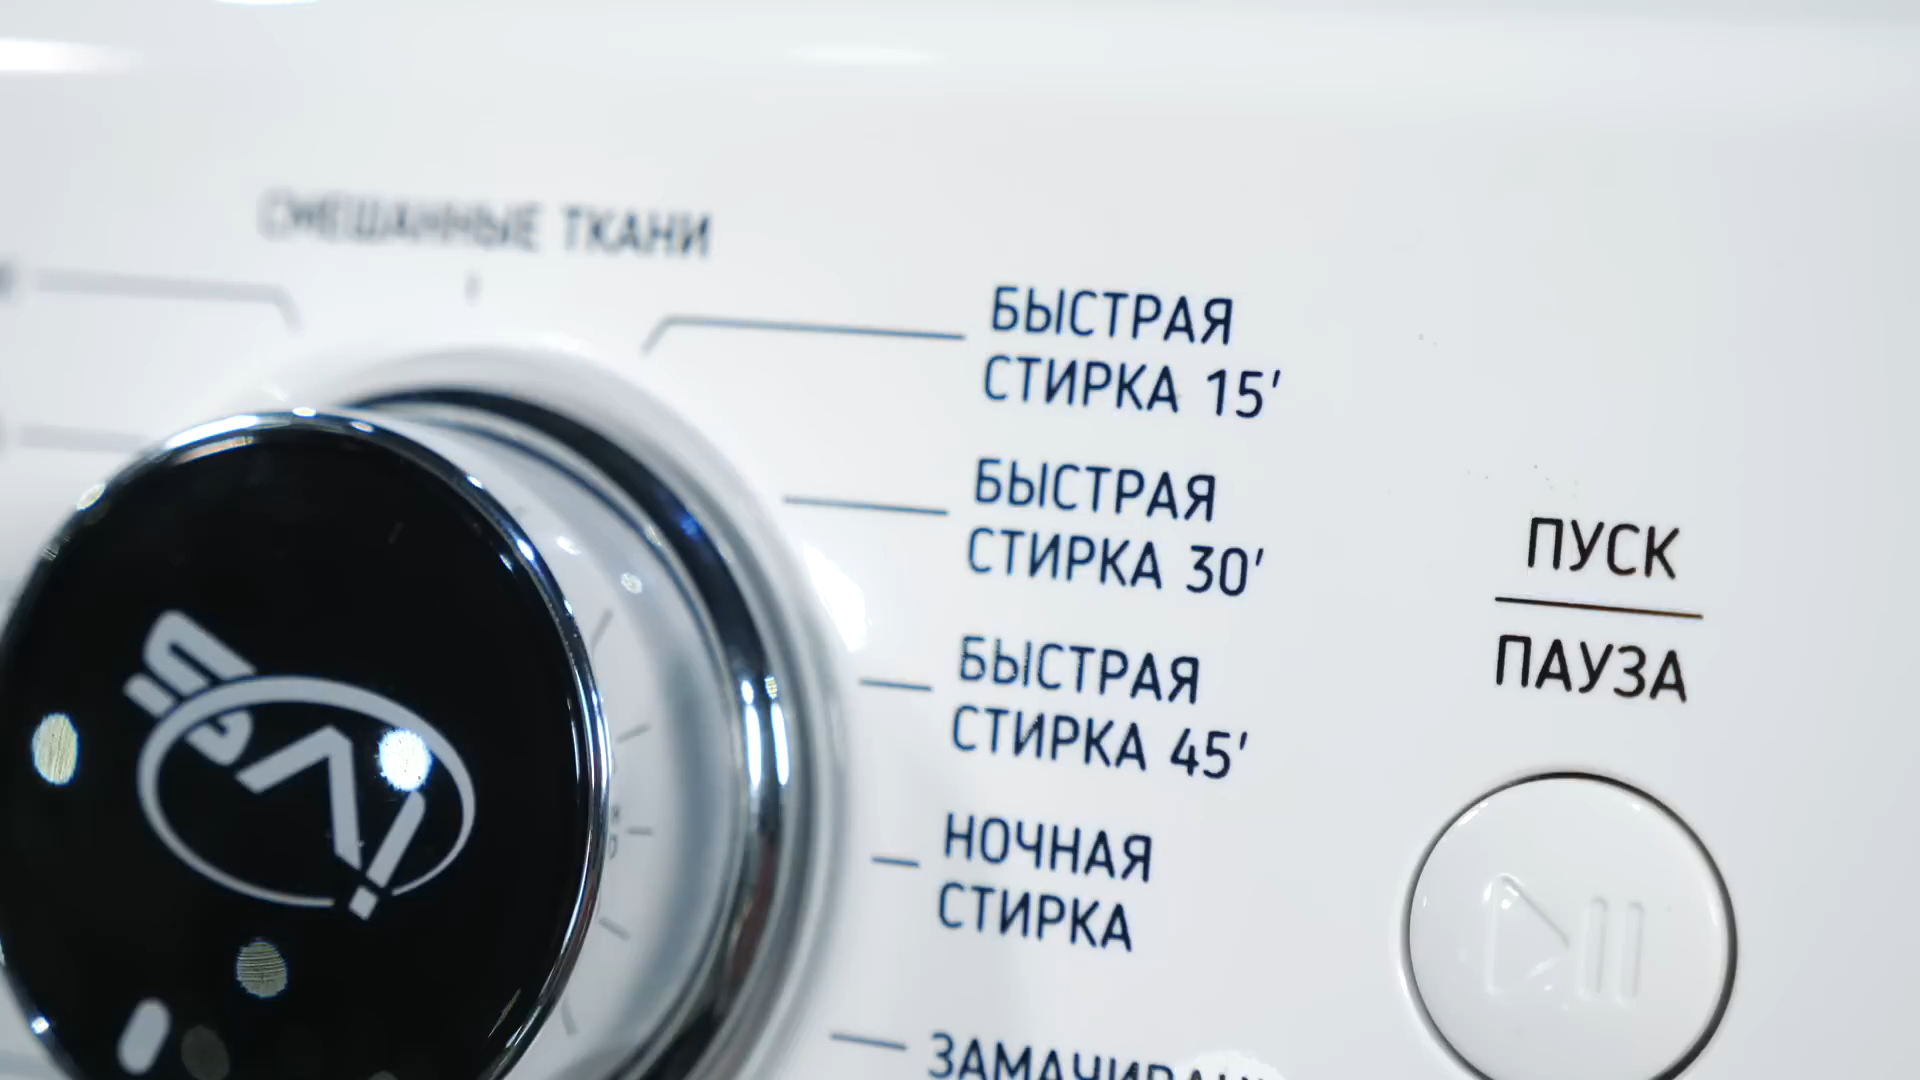 СМЕШАННЫЕ ТКАНИ
БЫСТРАЯ
СТИРКА 15'
БЫСТРАЯ
СТИРКА 30'
БЫСТРАЯ
СТИРКА 45'
НОЧНАЯ
СТИРКА
ПУСК
ПАУЗА